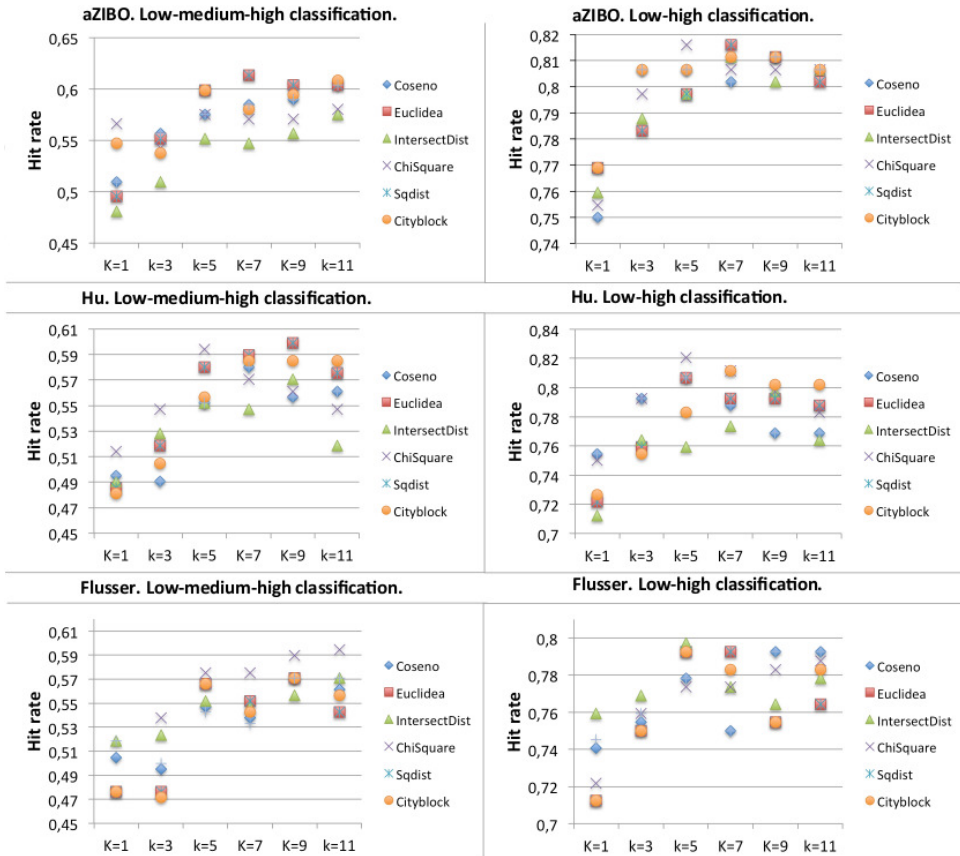 aZIBO. Low-medium-high classification.
0,65
0,6
0,55
0,5
0,45
Hit rate
K=1 k=3 k=5 K=7 K=9 k=11
Coseno
Euclidea
IntersectDist
ChiSquare
Sqdist
Cityblock
aZIBO. Low-high classification.
0,82
0,81
0,8
0,79
0,78
0,77
0,76
0,75
0,74
Hit rate
K=1 k=3 k=5 K=7 K=9 k=11
Coseno
Euclidea
IntersectDist
ChiSquare
Sqdist
Cityblock
Hu. Low-medium-high classification.
0,61
0,59
0,57
0,55
0,53
0,51
0,49
0,47
0,45
Hit rate
K=1 k=3 k=5 K=7 K=9 k=11
Coseno
Euclidea
IntersectDist
ChiSquare
Sqdist
Cityblock
Hu. Low-high classification.
0,84
0,82
0,8
0,78
0,76
0,74
0,72
0,7
Hit rate
K=1 k=3 k=5 K=7 K=9 k=11
Coseno
Euclidea
IntersectDist
ChiSquare
Sqdist
Cityblock
Flusser. Low-medium-high classification.
0,61
0,59
0,57
0,55
0,53
0,51
0,49
0,47
0,45
Hit rate
K=1 k=3 k=5 K=7 K=9 k=11
Coseno
Euclidea
IntersectDist
ChiSquare
Sqdist
Cityblock
Flusser. Low-high classification.
0,8
0,78
0,76
0,74
0,72
0,7
Hit rate
K=1 k=3 k=5 K=7 K=9 k=11
Coseno
Euclidea
IntersectDist
ChiSquare
Sqdist
Cityblock